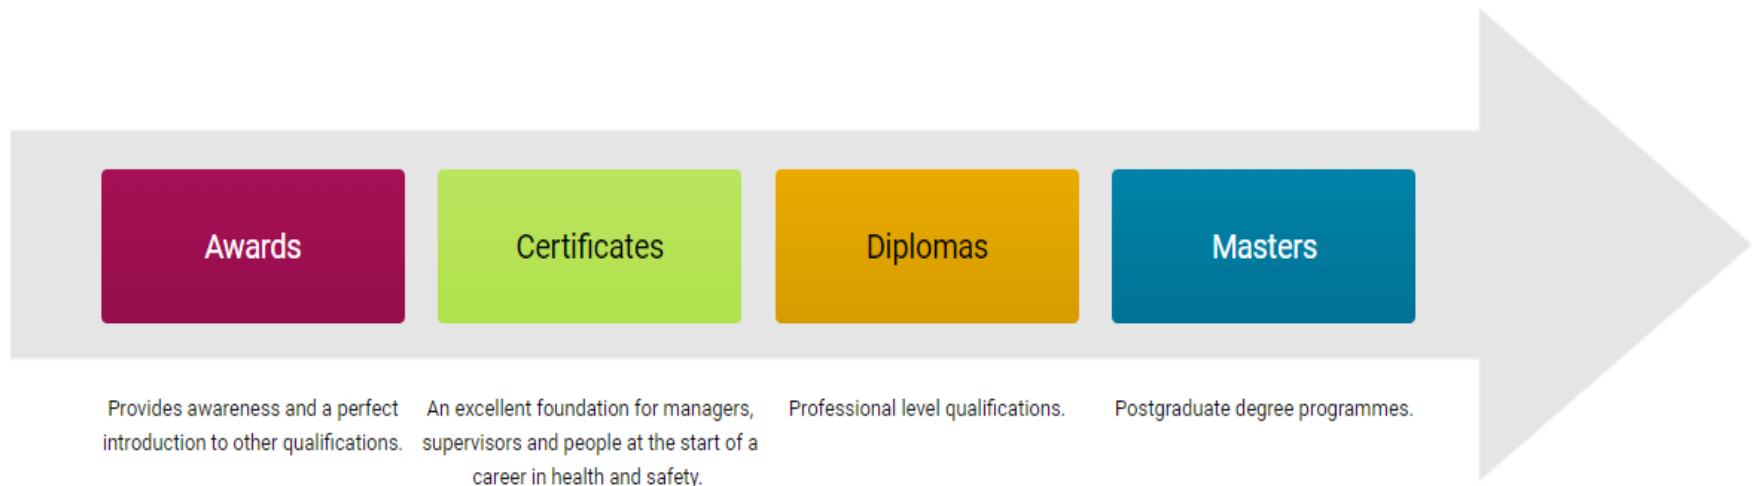 Awards
Certificates
Diplomas
Masters
Provides awareness and a perfect
introduction to other qualifications.
An excellent foundation for managers,
supervisors and people at the start of a
career in health and safety.
Professional level qualifications.
Postgraduate degree programmes.